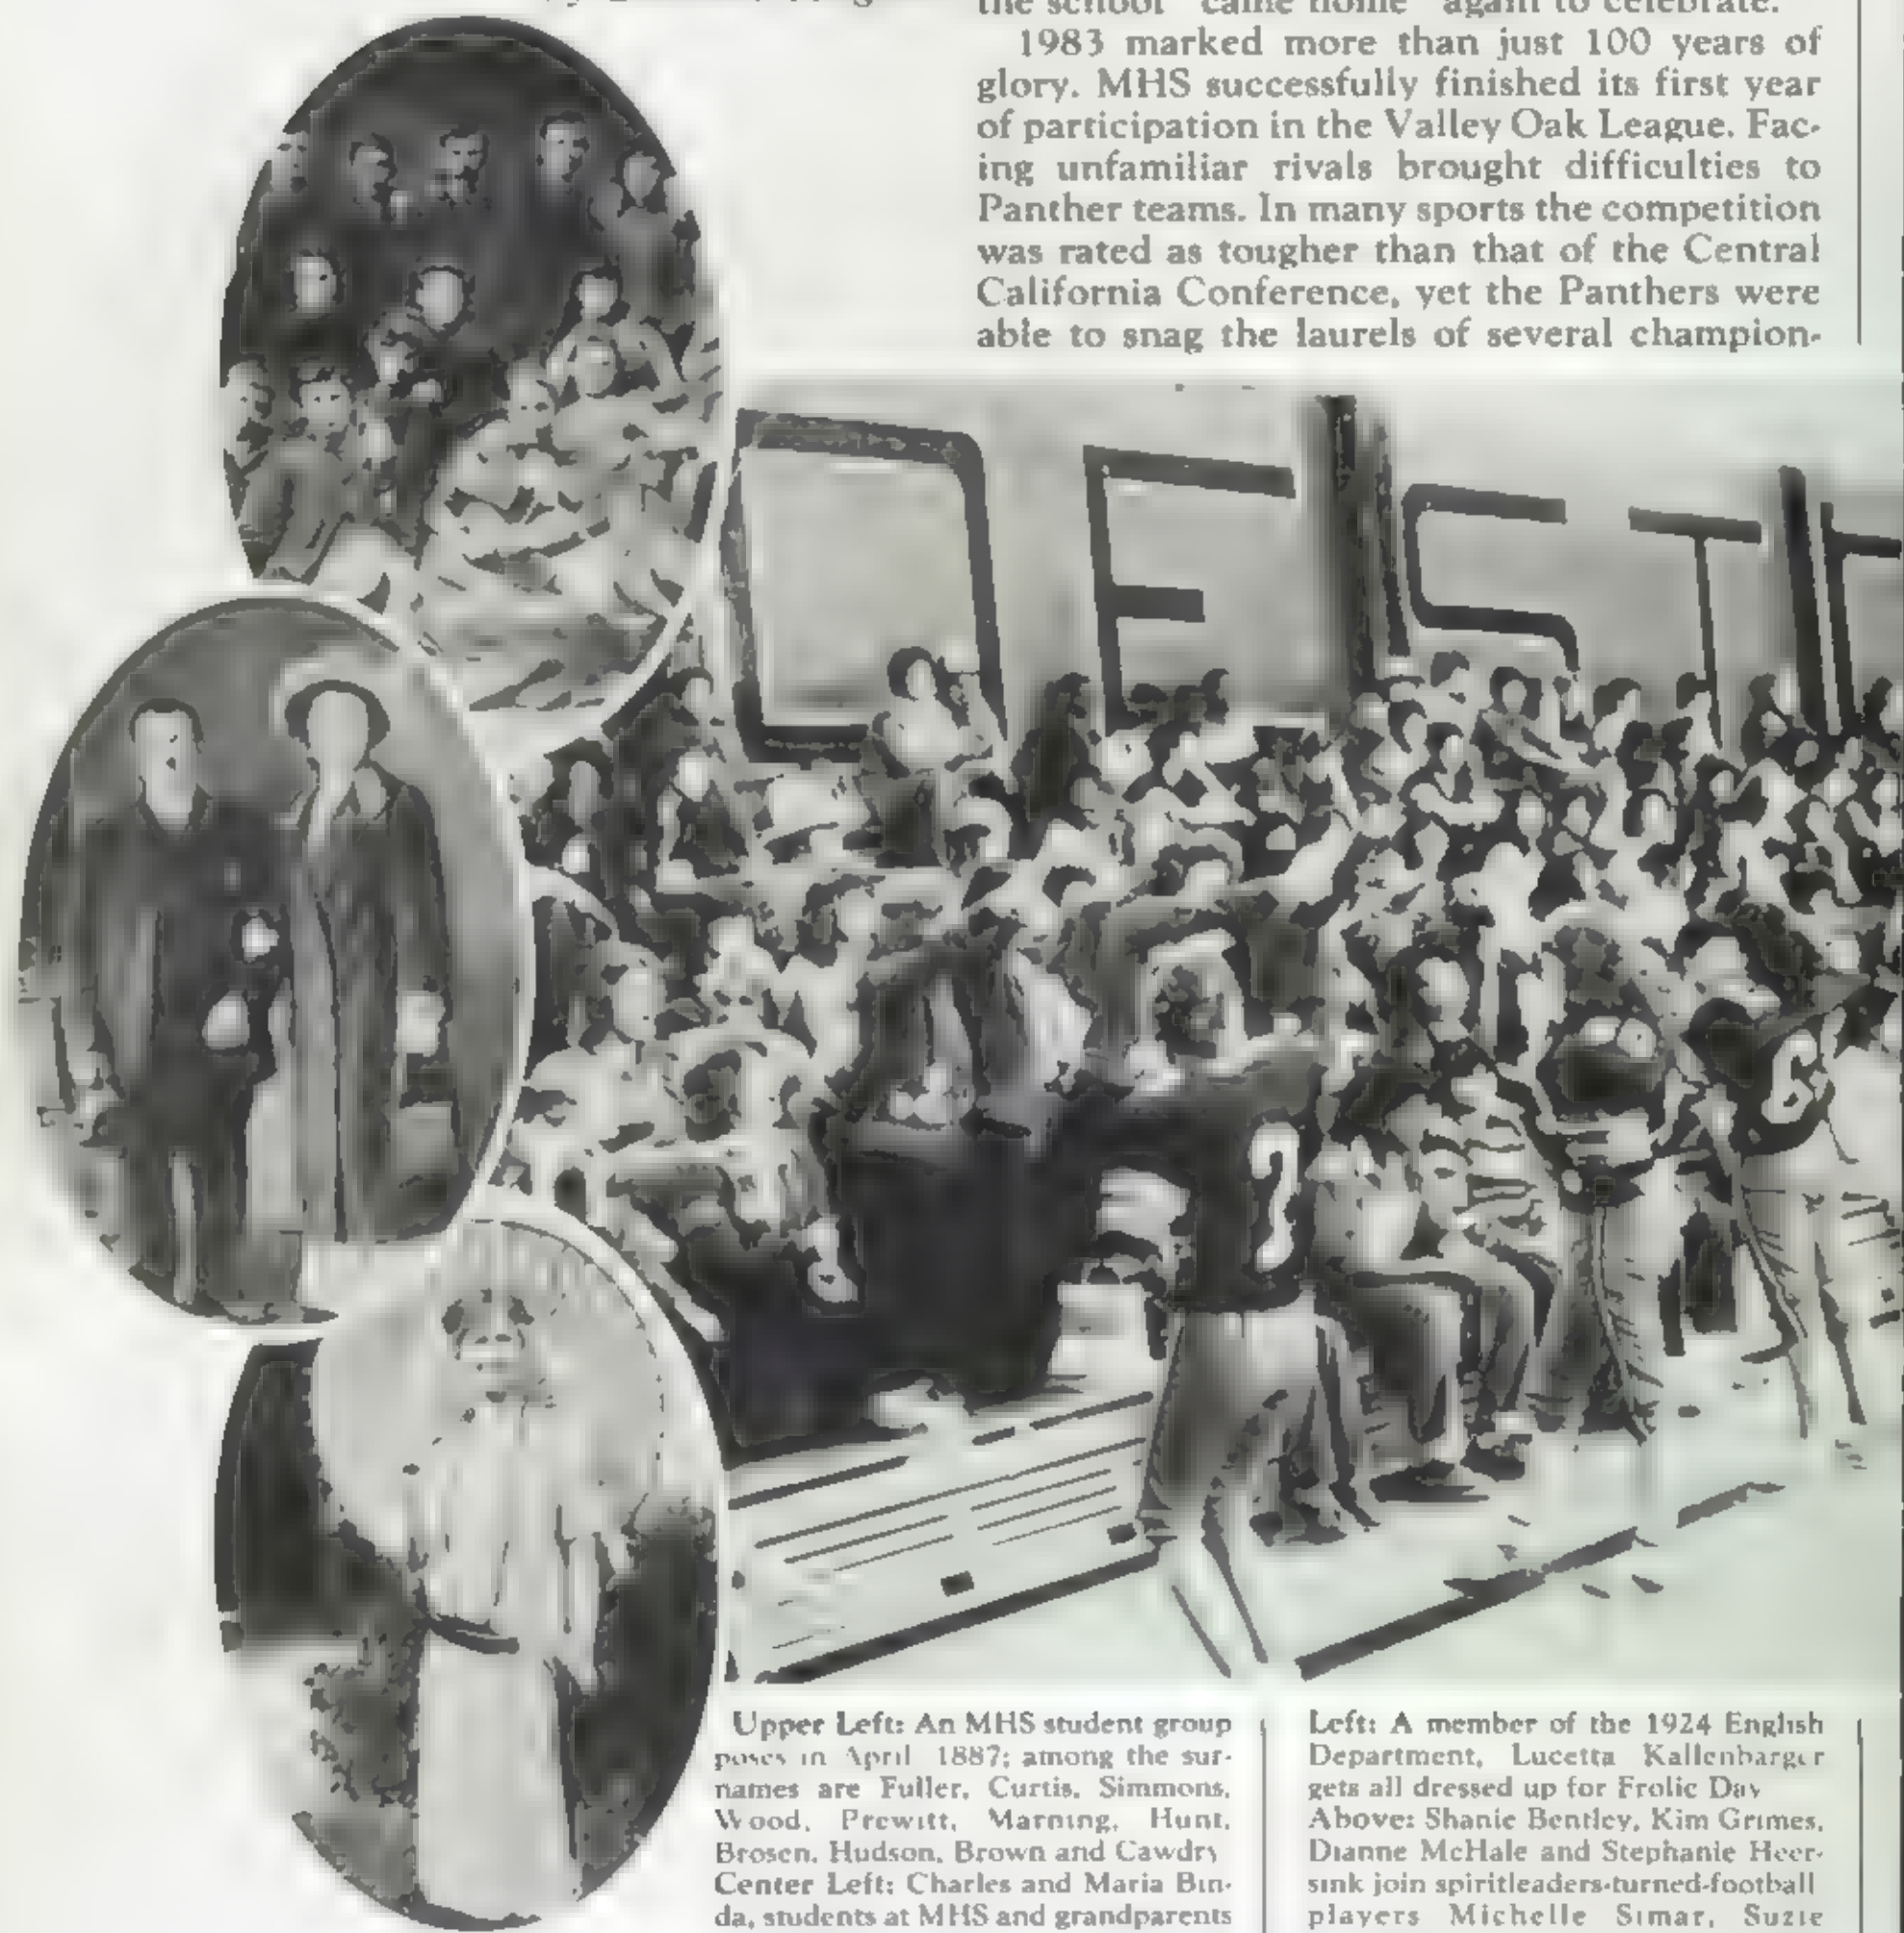 the school "came home" again to celebrate.
1983 marked more than just 100 years of
glory. MHS successfully finished its first year
of participation in the Valley Oak League. Fac-
ing unfamiliar rivals brought difficulties to
Panther teams. In many sports the competition
was rated as tougher than that of the Central
California Conference, yet the Panthers were
able to snag the laurels of several champion-
EST
6
2
Upper Left: An MHS student group
poses in April 1887; among the sur-
names are Fuller, Curtis, Simmons,
Wood, Prewitt, Marning, Hunt,
Brosen, Hudson, Brown and Cawdry
Center Left: Charles and Maria Bin-
da, students at MHS and grandparents
Left: A member of the 1924 English
Department, Lucetta Kallenbarger
gets all dressed up for Frolic Day
Above: Shanie Bentley, Kim Grimes,
Dianne McHale and Stephanie Heer-
sink join spiritleaders-turned-football
players Michelle Simar, Suzie